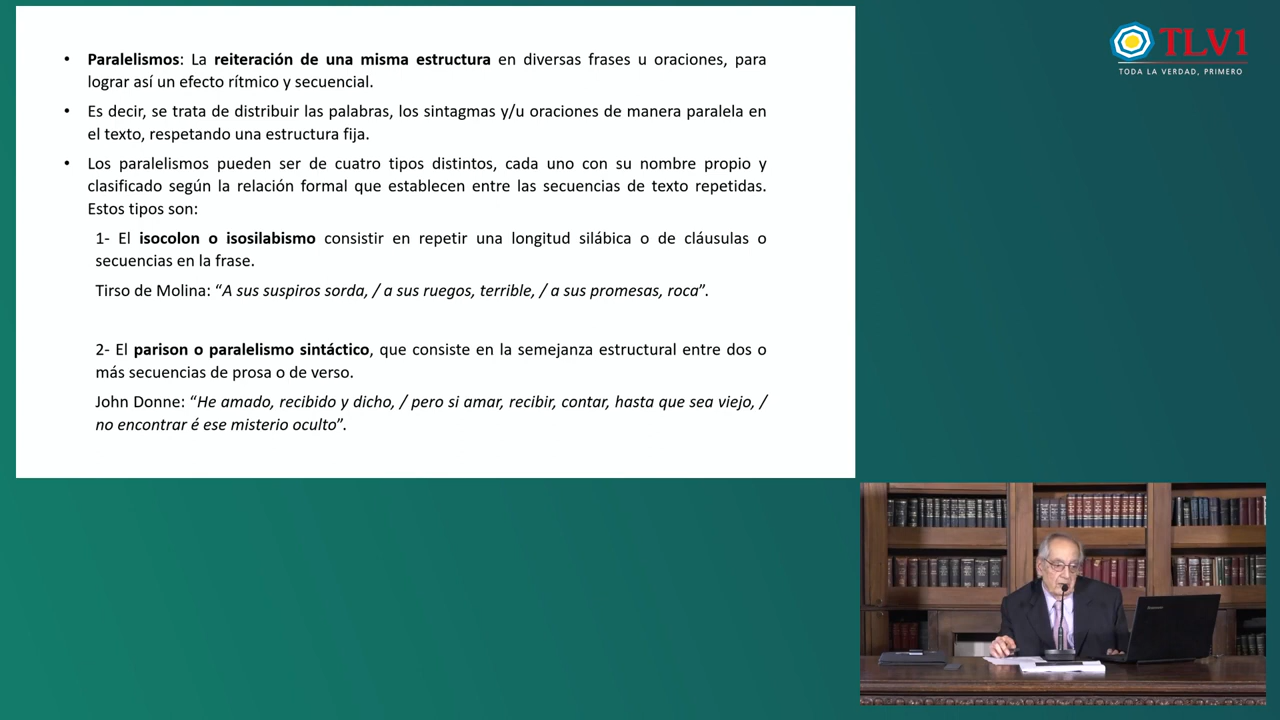 • Paralelismos: La reiteración de una misma estructura en diversas frases u oraciones, para
lograr así un efecto rítmico y secuencial.
• Es decir, se trata de distribuir las palabras, los sintagmas y/u oraciones de manera paralela en
el texto, respetando una estructura fija.
• Los paralelismos pueden ser de cuatro tipos distintos, cada uno con su nombre propio y
clasificado según la relación formal que establecen entre las secuencias de texto repetidas.
Estos tipos son:
1- El isocolon o isosilabismo consistir en repetir una longitud silábica o de cláusulas o
secuencias en la frase.
Tirso de Molina: “A sus suspiros sorda, / a sus ruegos, terrible, / a sus promesas, roca”.
2- El parison o paralelismo sintáctico, que consiste en la semejanza estructural entre dos o
más secuencias de prosa o de verso.
John Donne: “He amado, recibido y dicho, / pero si amar, recibir, contar, hasta que sea viejo, /
no encontrar é ese misterio oculto”.
TLV1
TODA LA VERDAD, PRIMERO